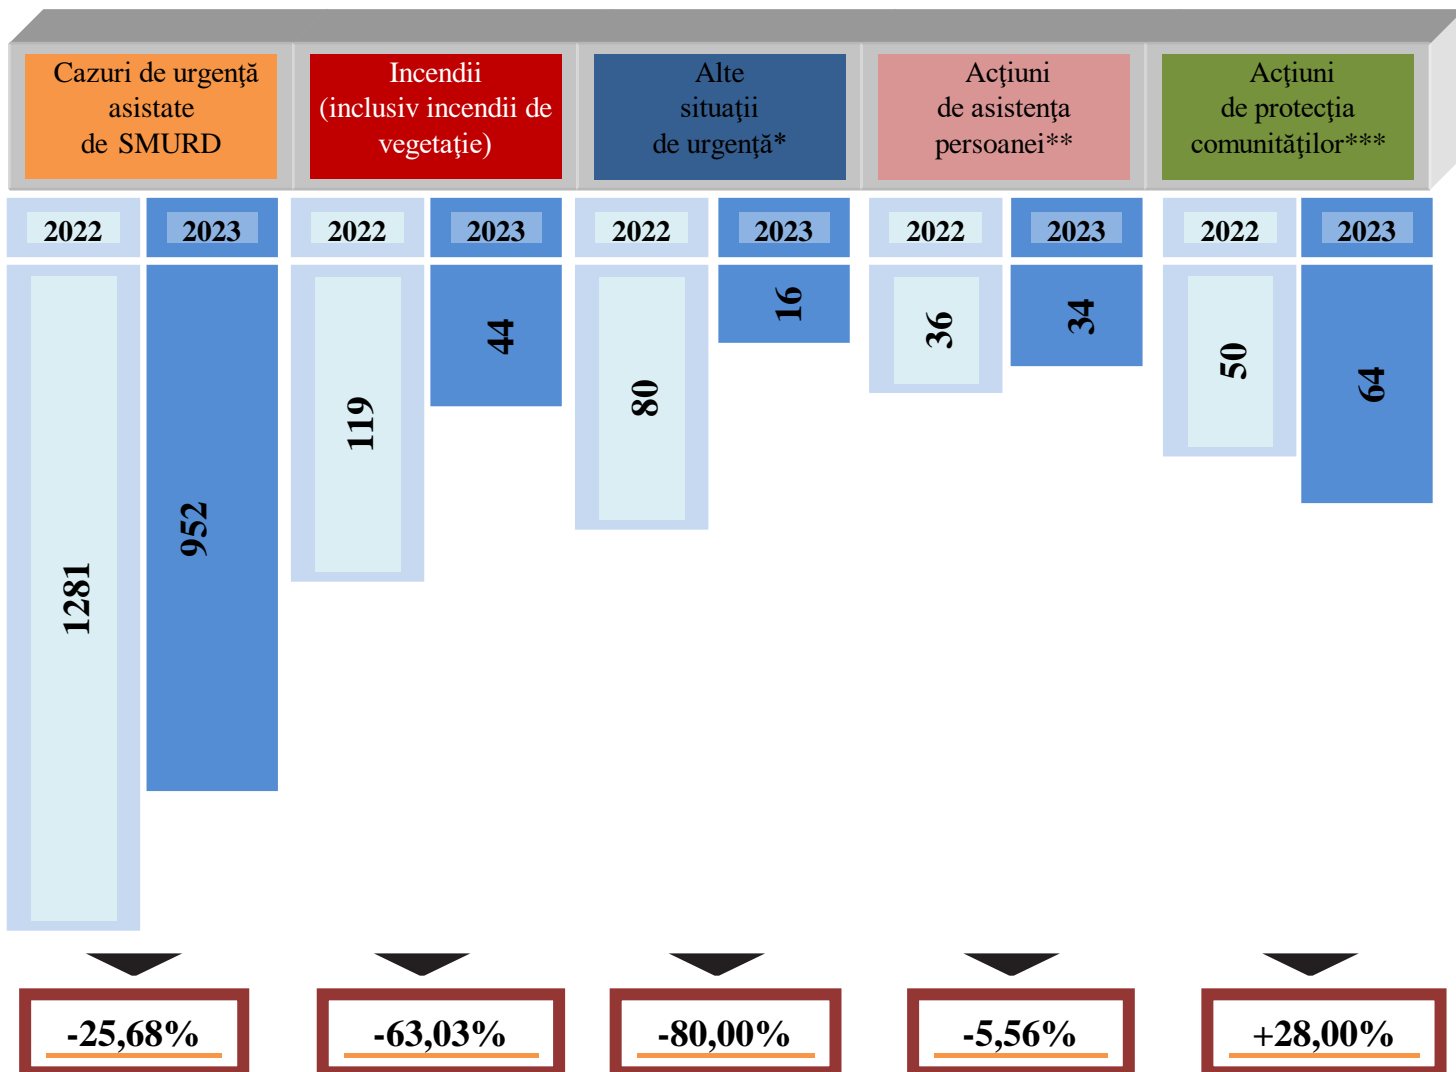 Cazuri de urgenţă
asistate
de SMURD
Incendii
(inclusiv incendii de
vegetaţie)
Alte
situaţii
de urgenţă*
Acţiuni
de asistenţa
persoanei**
Acţiuni
de protecţia
comunităţilor***
2022 2023 2022 2023 2022 2023 2022 2023 2022 2023
1281 952 119 44 80 16 36 34 50 64
-25,68% -63,03% -80,00% -5,56% +28,00%